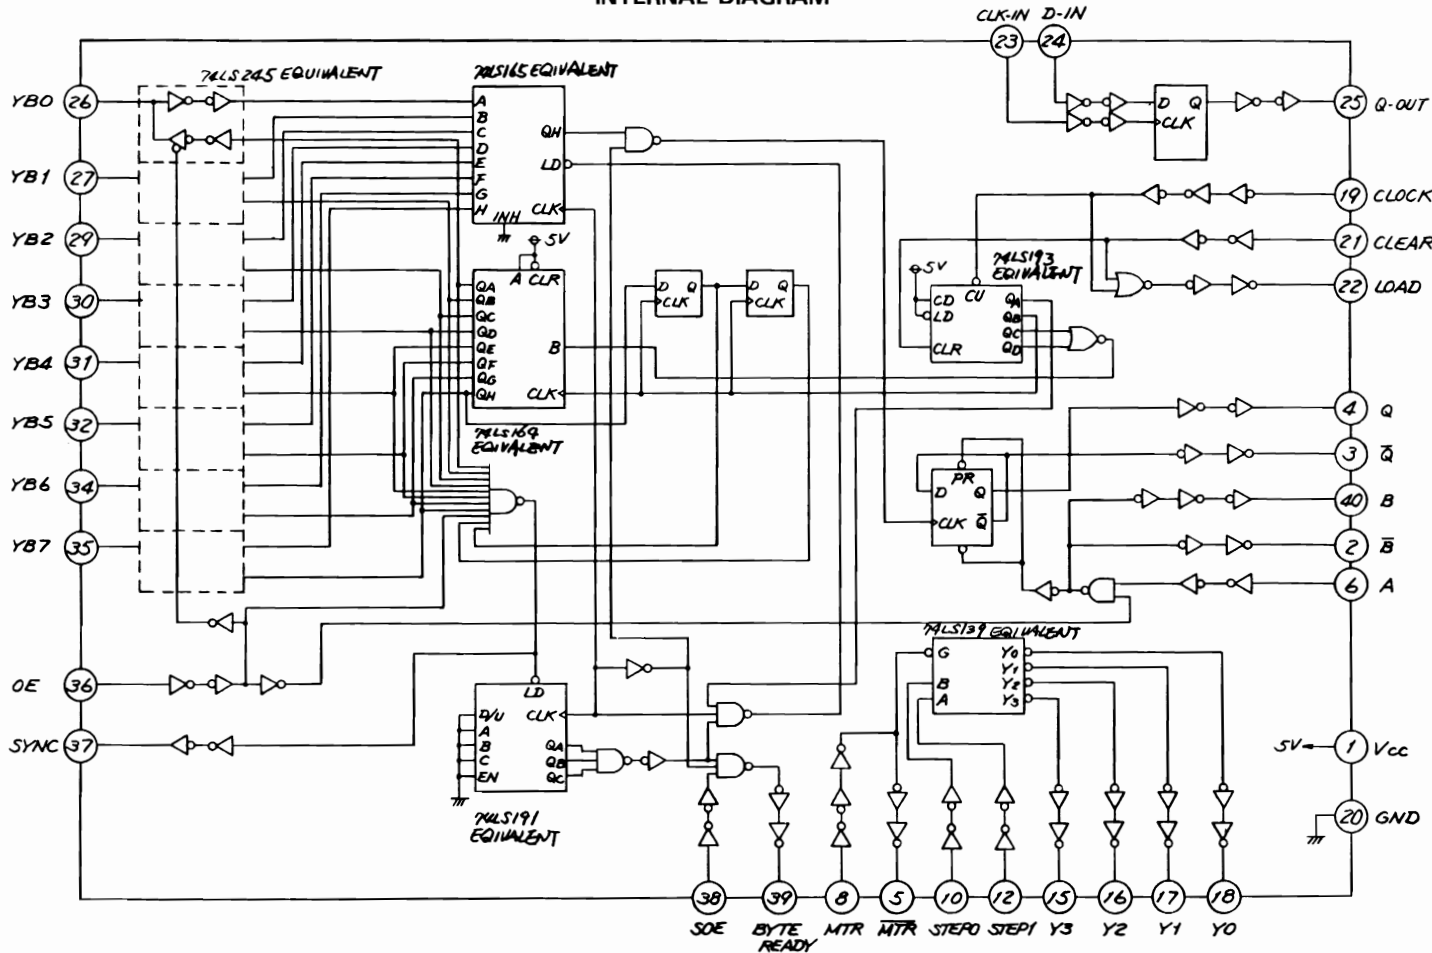 INTERNAL DIAGRAM
CLK-IN D-IN
23 24
74LS245 EQUIVALENT
74LS165 EQUIVALENT
YB0 26
A
B
C
D
E
F
G
H
QH
LD
CLK
INH
D Q
CLK
25 Q-OUT
YB1 27
19 CLOCK
YB2 29
5V
A CLR
21 CLEAR
74LS193
EQUIVALENT
5V
CU
CD
LD
CLR
QA
QB
QC
QD
22 LOAD
YB3 30
QA
QB
QC
QD
QE
QF
QG
QH
B
CLK
D Q
CLK
D Q
CLK
YB4 31
74LS164
EQUIVALENT
4 Q
YB5 32
3 Q̅
PR
D Q
CLK Q̅
YB6 34
40 B
YB7 35
2 B̅
6 A
74LS139 EQUIVALENT
G
B
A
Y0
Y1
Y2
Y3
OE 36
LD
D/U
A
B
C
EN
CLK
QA
QB
QC
SYNC 37
5V 1 Vcc
74LS191
EQUIVALENT
20 GND
38 39 8 5 10 12 15 16 17 18
SOE BYTE READY MTR M̅T̅R̅ STEP0 STEP1 Y3 Y2 Y1 Y0